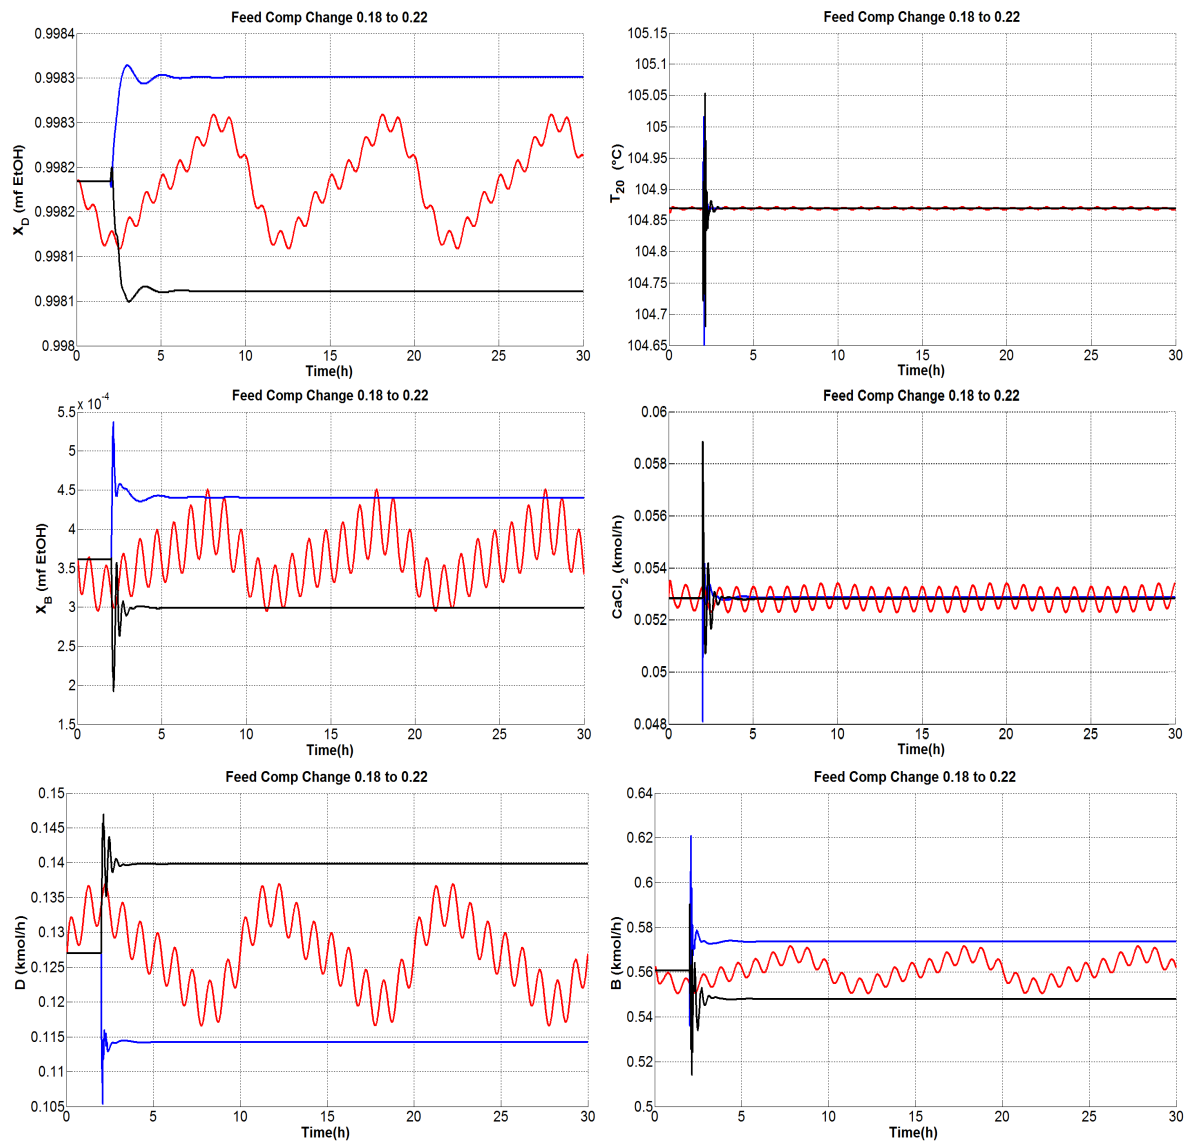 Feed Comp Change 0.18 to 0.22
0.9984
0.9983
0.9983
0.9982
0.9982
0.9981
0.9981
0.998
X_D (mf EtOH)
0 5 10 15 20 25 30
Time(h)
Feed Comp Change 0.18 to 0.22
105.15
105.1
105.05
105
104.95
104.9
104.85
104.8
104.75
104.7
104.65
T_20 (°C)
0 5 10 15 20 25 30
Time(h)
Feed Comp Change 0.18 to 0.22
x 10^-4
5.5
5
4.5
4
3.5
3
2.5
2
1.5
X_B (mf EtOH)
0 5 10 15 20 25 30
Time(h)
Feed Comp Change 0.18 to 0.22
0.06
0.058
0.056
0.054
0.052
0.05
0.048
CaCl_2 (kmol/h)
0 5 10 15 20 25 30
Time(h)
Feed Comp Change 0.18 to 0.22
0.15
0.145
0.14
0.135
0.13
0.125
0.12
0.115
0.11
0.105
D (kmol/h)
0 5 10 15 20 25 30
Time(h)
Feed Comp Change 0.18 to 0.22
0.64
0.62
0.6
0.58
0.56
0.54
0.52
0.5
B (kmol/h)
0 5 10 15 20 25 30
Time(h)